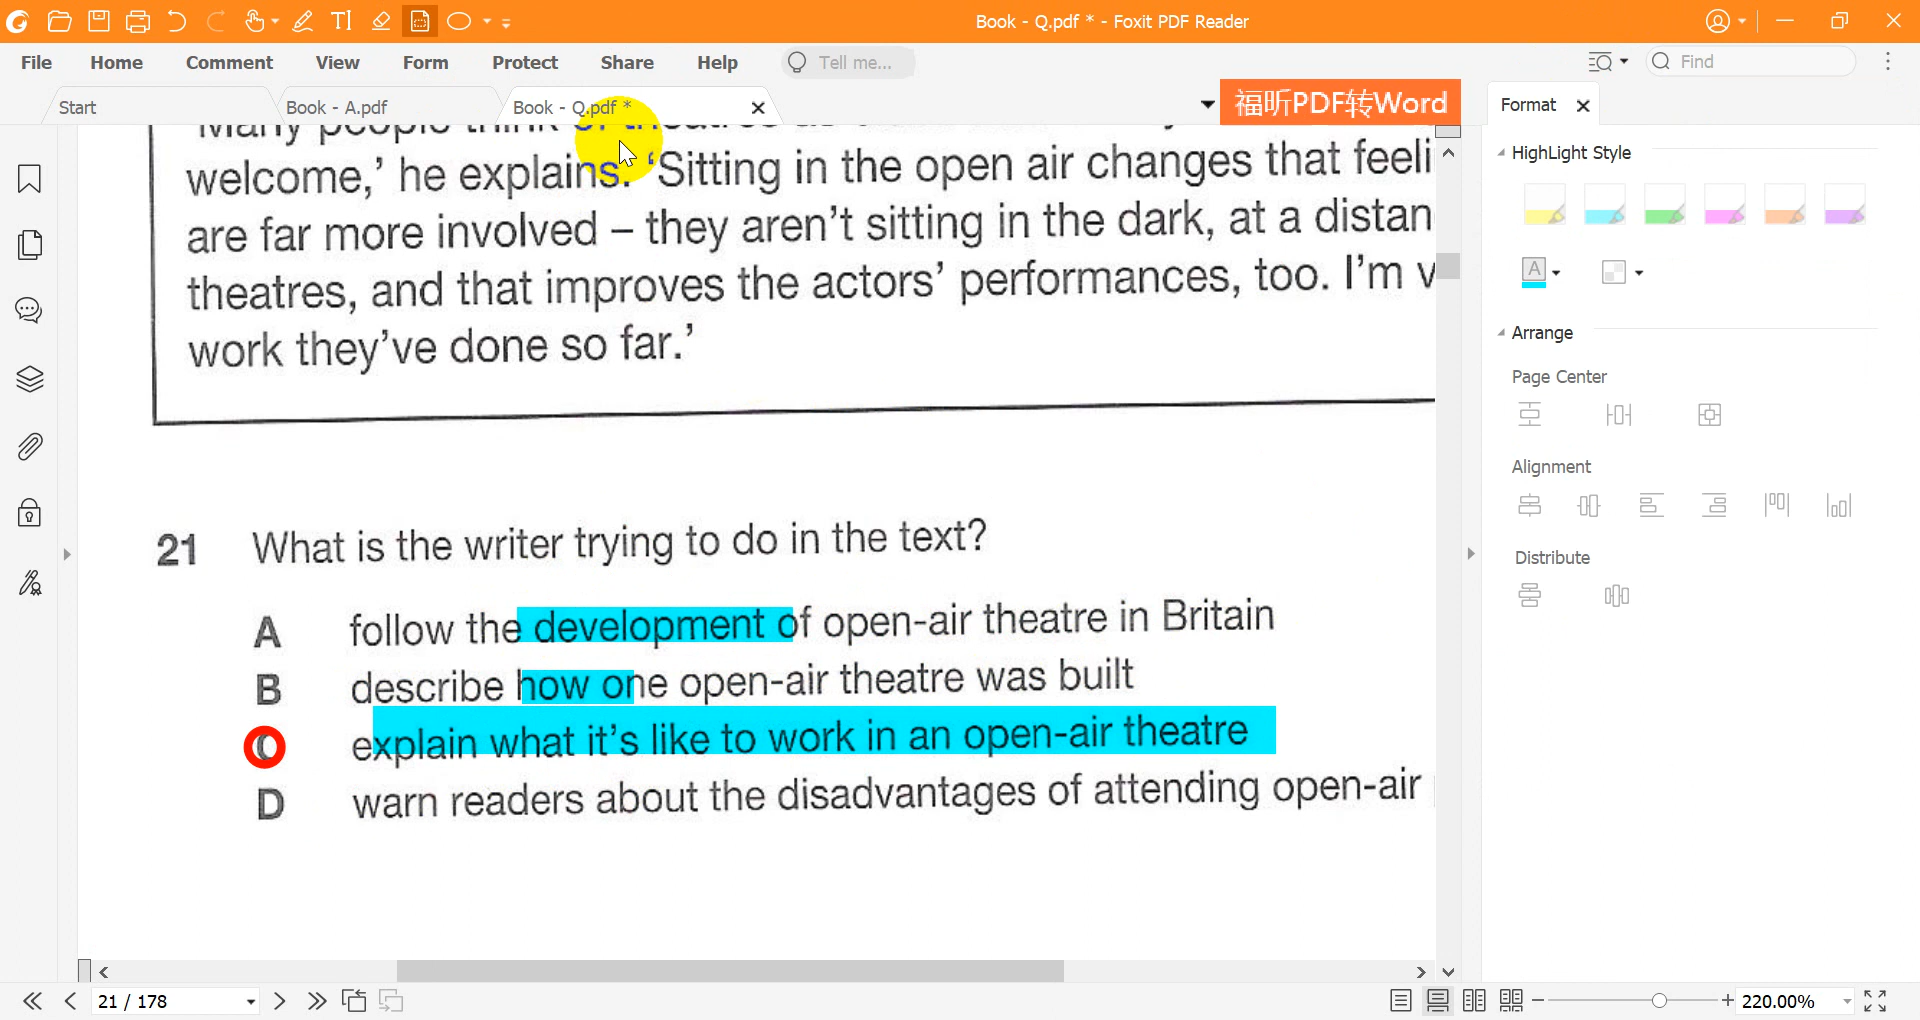 Book - Q.pdf * - Foxit PDF Reader
File Home Comment View Form Protect Share Help Tell me... Find
Start Book - A.pdf Book - Q.pdf * 福昕PDF转Word Format
Many people think of theatres as
welcome,’ he explains. ‘Sitting in the open air changes that feeli
are far more involved – they aren’t sitting in the dark, at a distan
theatres, and that improves the actors’ performances, too. I’m v
work they’ve done so far.’
21 What is the writer trying to do in the text?
A follow the development of open-air theatre in Britain
B describe how one open-air theatre was built
C explain what it’s like to work in an open-air theatre
D warn readers about the disadvantages of attending open-air
HighLight Style
Arrange
Page Center
Alignment
Distribute
21 / 178
220.00%